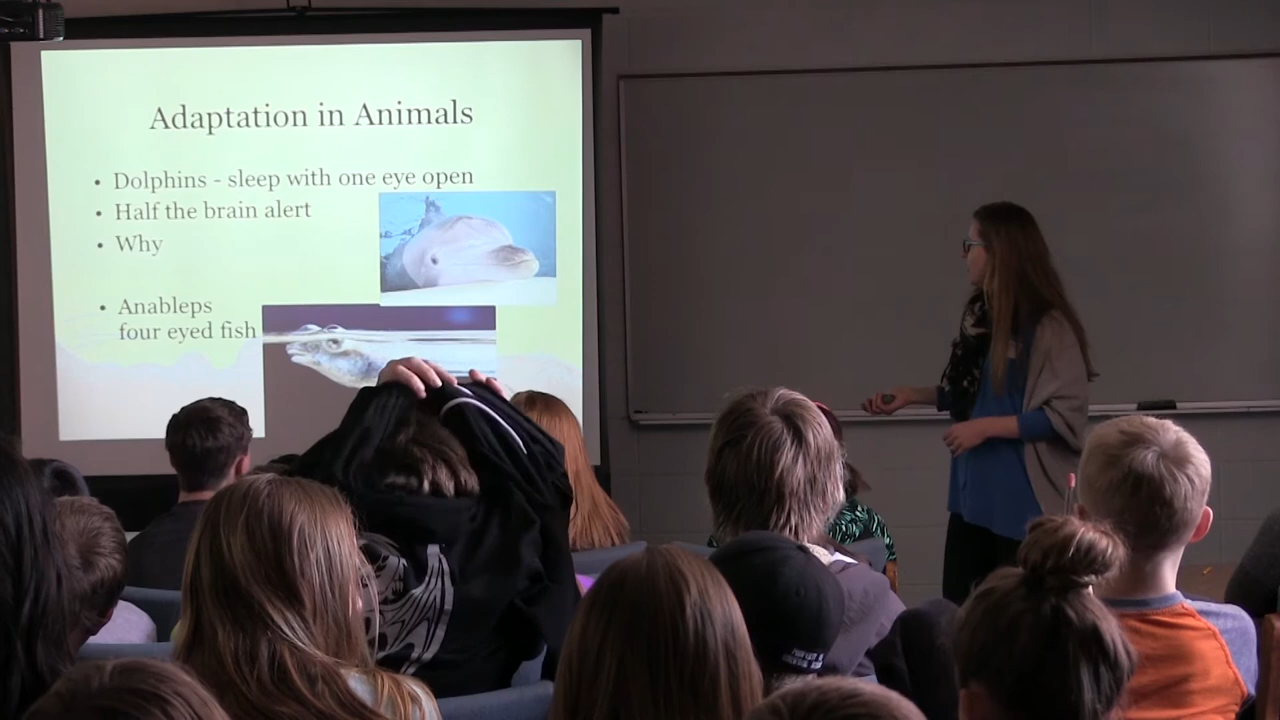 Adaptation in Animals
• Dolphins - sleep with one eye open
• Half the brain alert
• Why
• Anableps
four eyed fish